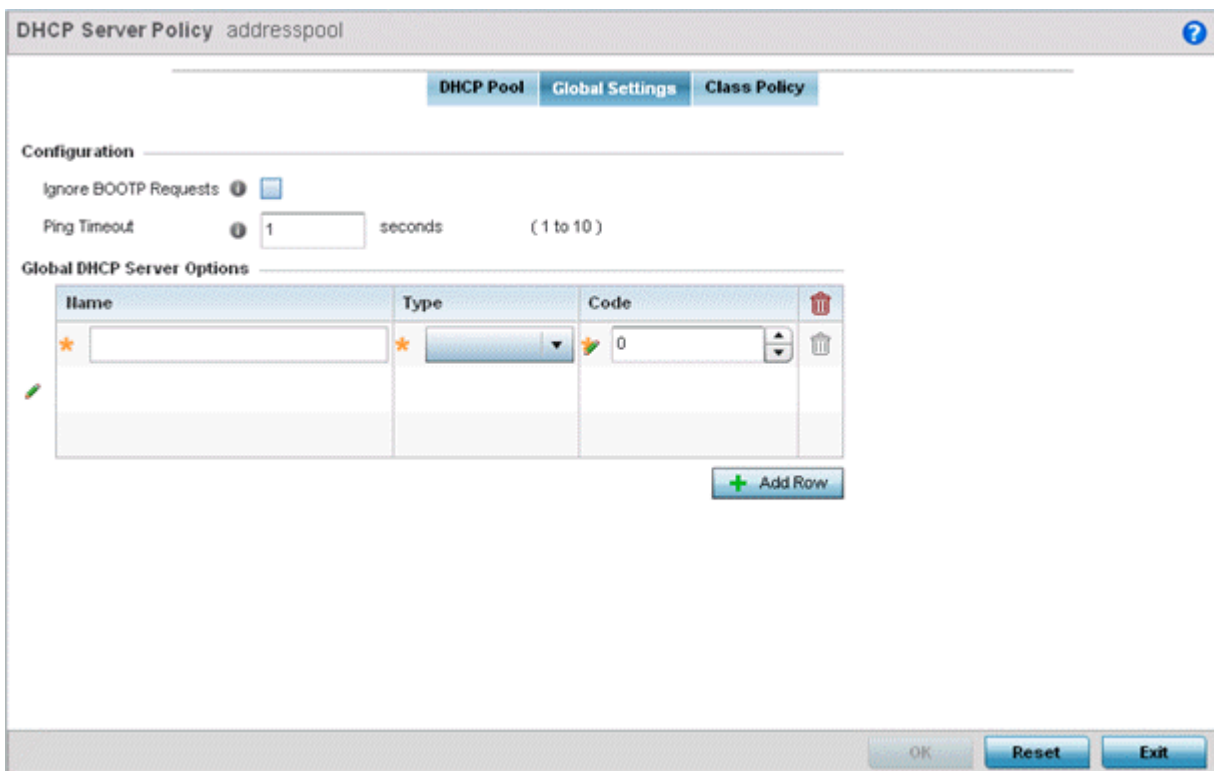 DHCP Server Policy addresspool
?
DHCP Pool Global Settings Class Policy
Configuration
Ignore BOOTP Requests
Ping Timeout 1 seconds ( 1 to 10 )
Global DHCP Server Options
Name Type Code
0
Add Row
OK Reset Exit